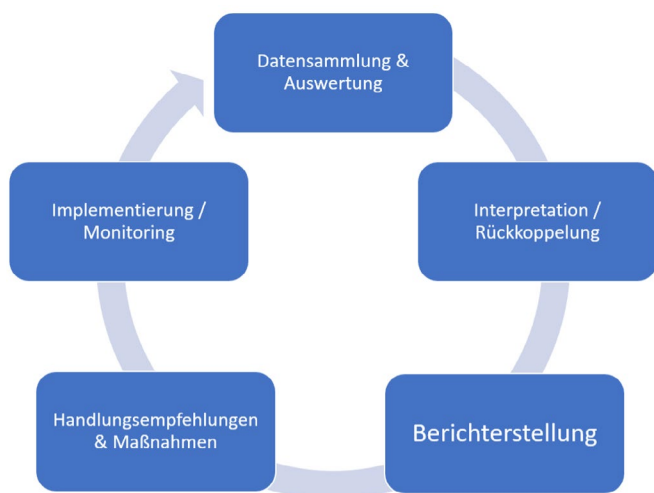 Datensammlung &
Auswertung
Interpretation /
Rückkoppelung
Berichterstellung
Handlungsempfehlungen
& Maßnahmen
Implementierung /
Monitoring